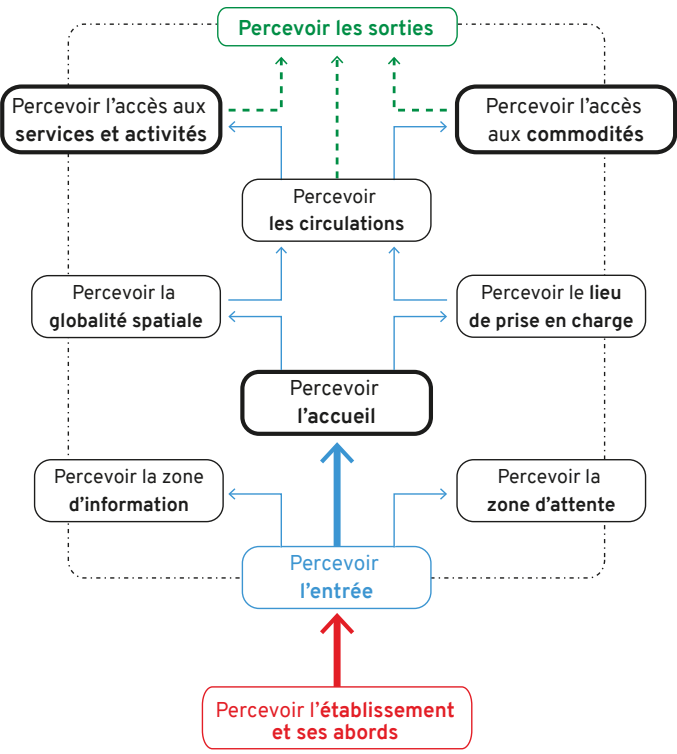 Percevoir les sorties
Percevoir l'accès aux
services et activités
Percevoir l'accès
aux commodités
Percevoir
les circulations
Percevoir la
globalité spatiale
Percevoir le lieu
de prise en charge
Percevoir
l'accueil
Percevoir la zone
d'information
Percevoir la
zone d'attente
Percevoir
l'entrée
Percevoir l'établissement
et ses abords